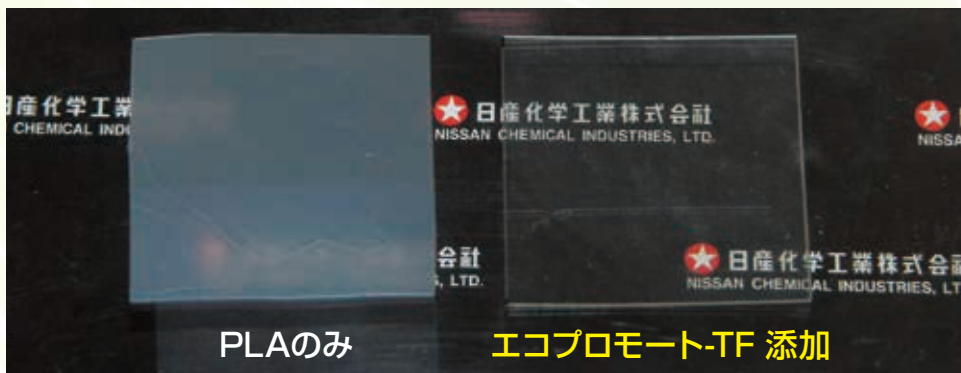 産化学工業
CHEMICAL IND
日産化学工業株式会社
NISSAN CHEMICAL INDUSTRIES, LTD.
NISSA
会社
, LTD.
日産化学工業株式会社
NISSAN CHEMICAL INDUSTRIES, LT
PLAのみ
エコプロモート-TF 添加